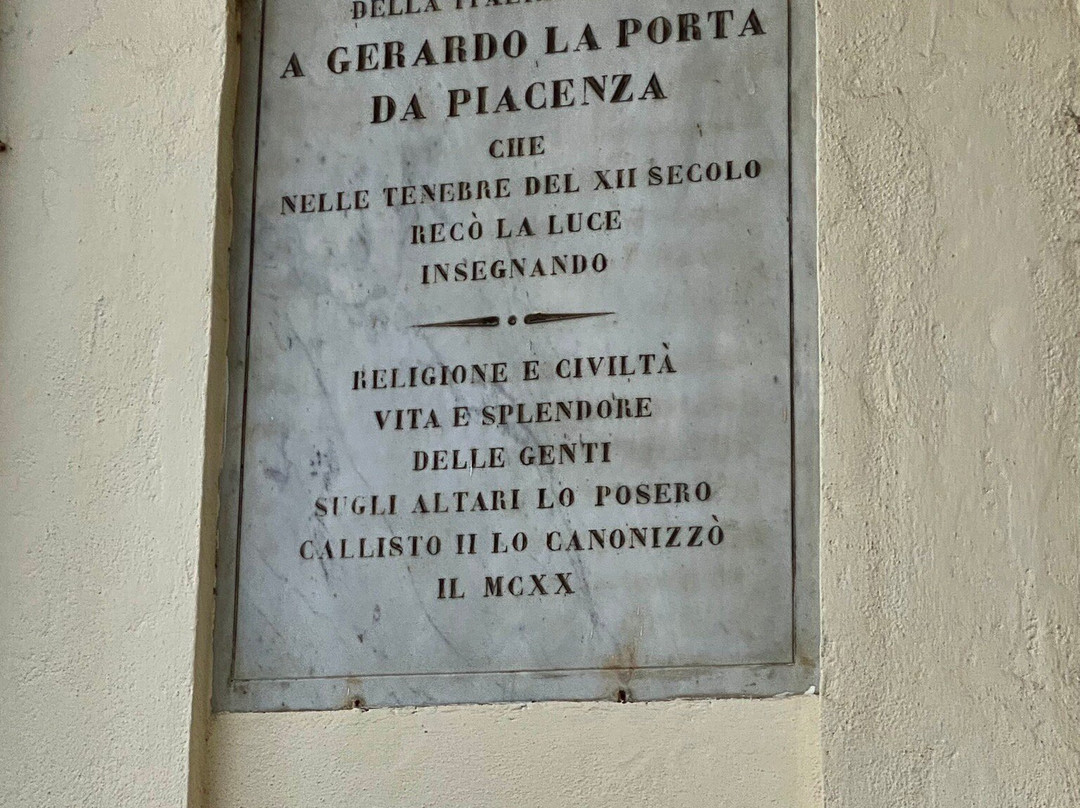 DELLA
A GERARDO LA PORTA
DA PIACENZA
CHE
NELLE TENEBRE DEL XII SECOLO
RECÒ LA LUCE
INSEGNANDO
RELIGIONE E CIVILTÀ
VITA E SPLENDORE
DELLE GENTI
SUGLI ALTARI LO POSERO
CALLISTO II LO CANONIZZÒ
IL MCXX